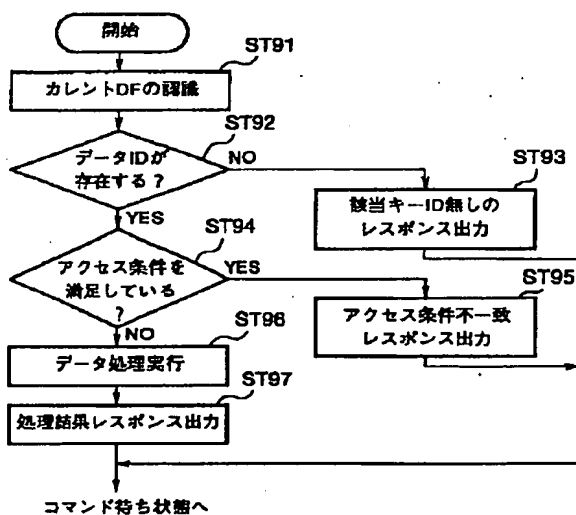 開始
ST91
カレントDFの認識
ST92
データIDが
存在する?
NO
ST93
該当キーID無しの
レスポンス出力
YES
ST94
アクセス条件を
満足している
?
YES
ST95
アクセス条件不一致
レスポンス出力
NO
ST96
データ処理実行
ST97
処理結果レスポンス出力
コマンド待ち状態へ